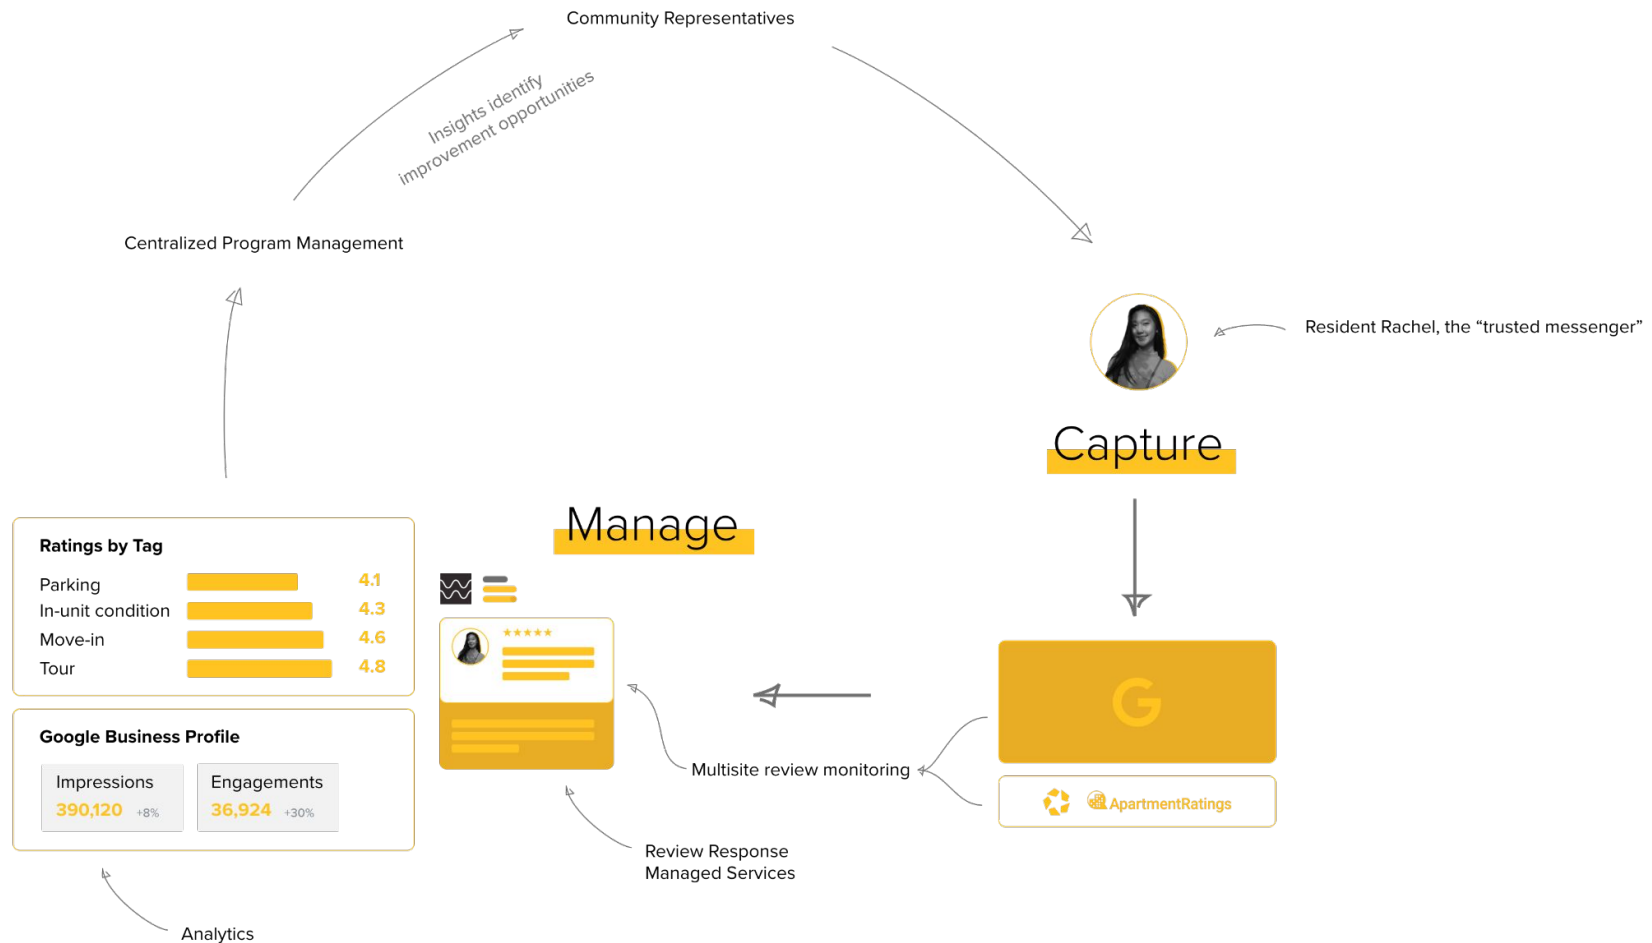 Community Representatives
Insights identify
improvement opportunities
Centralized Program Management
Resident Rachel, the “trusted messenger”
Capture
Manage
Ratings by Tag
Parking 4.1
In-unit condition 4.3
Move-in 4.6
Tour 4.8
Google Business Profile
Impressions
390,120 +8%
Engagements
36,924 +30%
G
Multisite review monitoring
ApartmentRatings
Review Response
Managed Services
Analytics